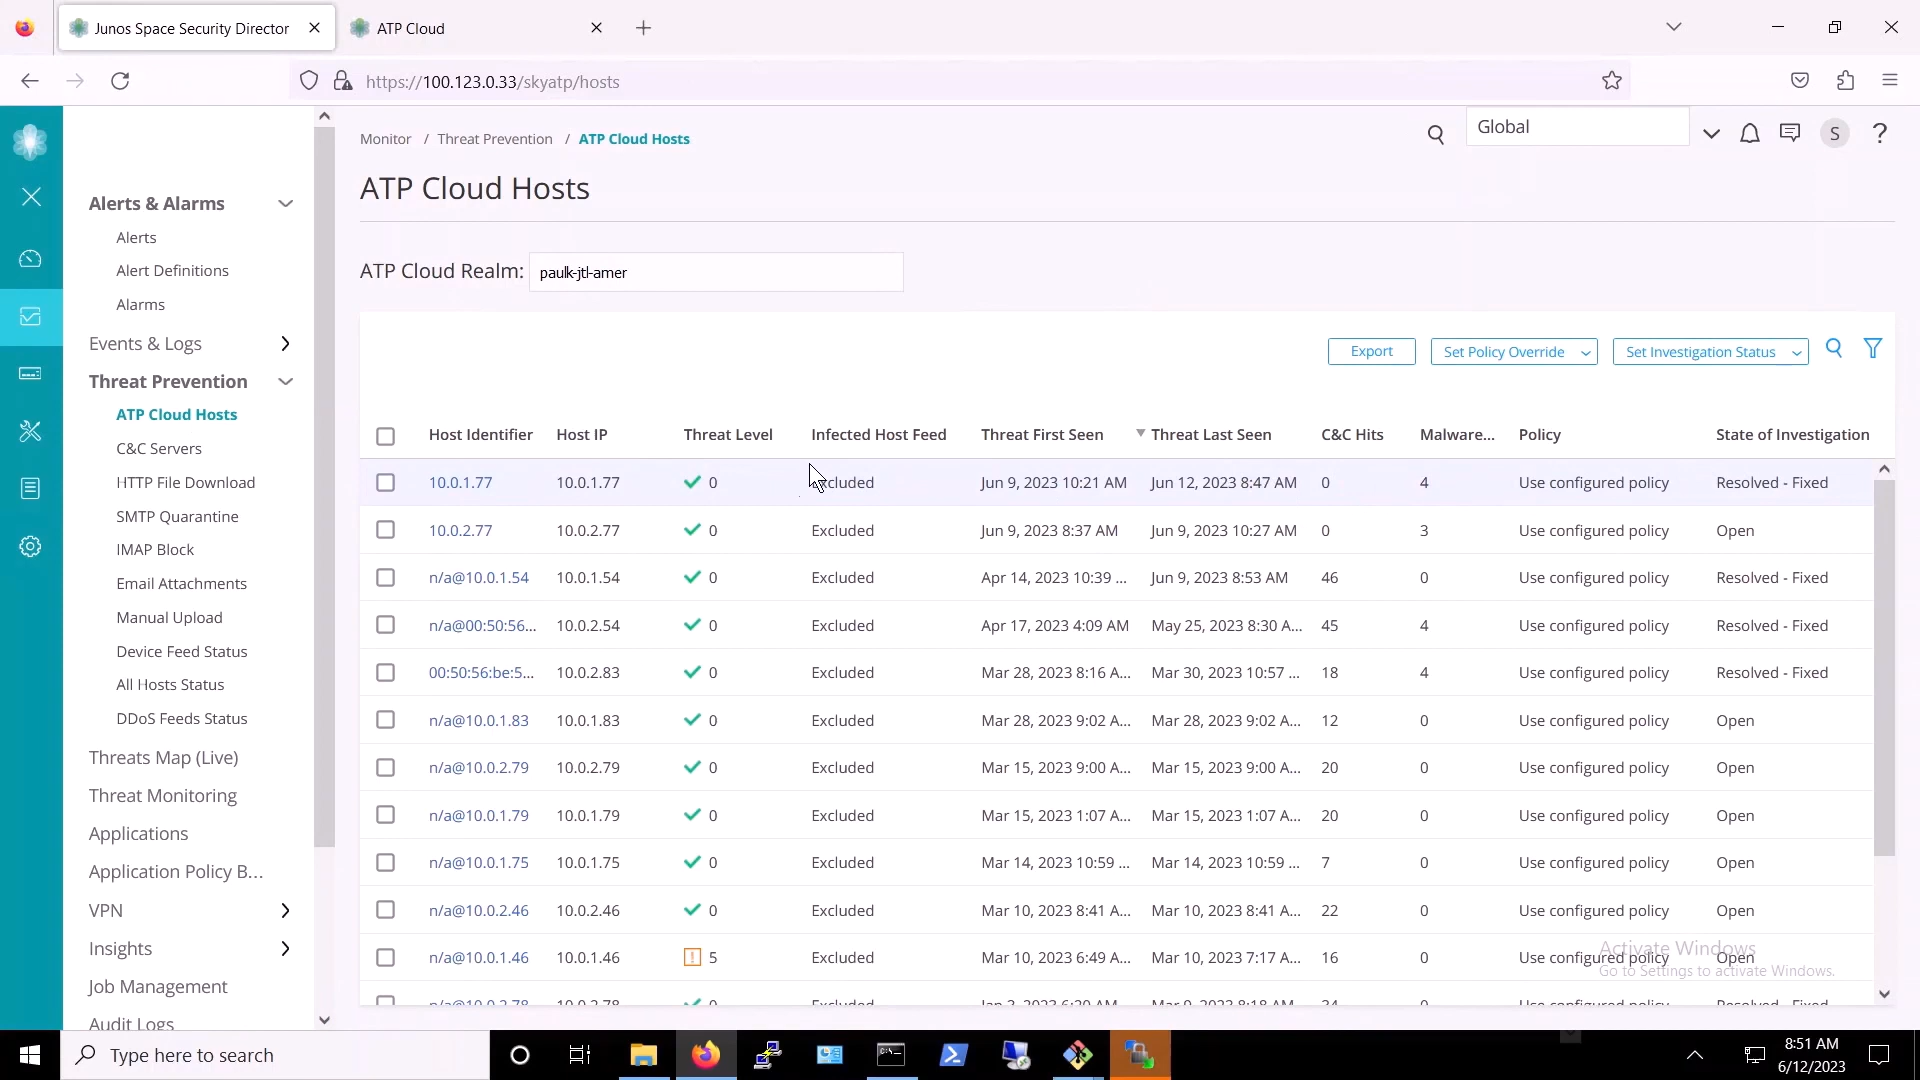 Junos Space Security Director
ATP Cloud
https://100.123.0.33/skyatp/hosts
Monitor / Threat Prevention / ATP Cloud Hosts
Global
S
?
ATP Cloud Hosts
ATP Cloud Realm: paulk-jtl-amer
Alerts & Alarms
Alerts
Alert Definitions
Alarms
Events & Logs
Threat Prevention
ATP Cloud Hosts
C&C Servers
HTTP File Download
SMTP Quarantine
IMAP Block
Email Attachments
Manual Upload
Device Feed Status
All Hosts Status
DDoS Feeds Status
Threats Map (Live)
Threat Monitoring
Applications
Application Policy B...
VPN
Insights
Job Management
Audit Logs
Export Set Policy Override Set Investigation Status
Host Identifier Host IP Threat Level Infected Host Feed Threat First Seen Threat Last Seen C&C Hits Malware... Policy State of Investigation
10.0.1.77 10.0.1.77 0 Excluded Jun 9, 2023 10:21 AM Jun 12, 2023 8:47 AM 0 4 Use configured policy Resolved - Fixed
10.0.2.77 10.0.2.77 0 Excluded Jun 9, 2023 8:37 AM Jun 9, 2023 10:27 AM 0 3 Use configured policy Open
n/a@10.0.1.54 10.0.1.54 0 Excluded Apr 14, 2023 10:39 ... Jun 9, 2023 8:53 AM 46 0 Use configured policy Resolved - Fixed
n/a@00:50:56... 10.0.2.54 0 Excluded Apr 17, 2023 4:09 AM May 25, 2023 8:30 A... 45 4 Use configured policy Resolved - Fixed
00:50:56:be:5... 10.0.2.83 0 Excluded Mar 28, 2023 8:16 A... Mar 30, 2023 10:57 ... 18 4 Use configured policy Resolved - Fixed
n/a@10.0.1.83 10.0.1.83 0 Excluded Mar 28, 2023 9:02 A... Mar 28, 2023 9:02 A... 12 0 Use configured policy Open
n/a@10.0.2.79 10.0.2.79 0 Excluded Mar 15, 2023 9:00 A... Mar 15, 2023 9:00 A... 20 0 Use configured policy Open
n/a@10.0.1.79 10.0.1.79 0 Excluded Mar 15, 2023 1:07 A... Mar 15, 2023 1:07 A... 20 0 Use configured policy Open
n/a@10.0.1.75 10.0.1.75 0 Excluded Mar 14, 2023 10:59 ... Mar 14, 2023 10:59 ... 7 0 Use configured policy Open
n/a@10.0.2.46 10.0.2.46 0 Excluded Mar 10, 2023 8:41 A... Mar 10, 2023 8:41 A... 22 0 Use configured policy Open
n/a@10.0.1.46 10.0.1.46 5 Excluded Mar 10, 2023 6:49 A... Mar 10, 2023 7:17 A... 16 0 Use configured policy Open
Activate Windows
Go to Settings to activate Windows.
Type here to search
8:51 AM
6/12/2023